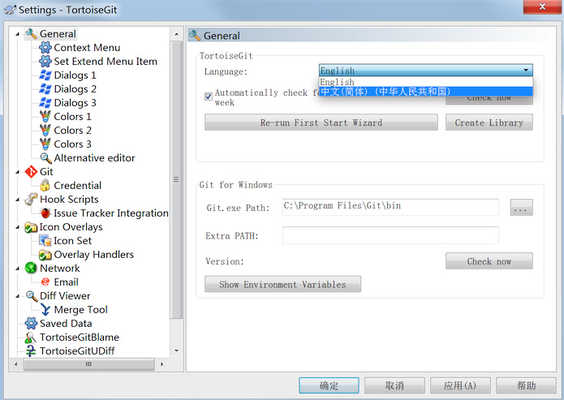 Settings - TortoiseGit
General
Context Menu
Set Extend Menu Item
Dialogs 1
Dialogs 2
Dialogs 3
Colors 1
Colors 2
Colors 3
Alternative editor
Git
Credential
Hook Scripts
Issue Tracker Integration
Icon Overlays
Icon Set
Overlay Handlers
Network
Email
Diff Viewer
Merge Tool
Saved Data
TortoiseGitBlame
TortoiseGitUDiff
General
TortoiseGit
Language:
English
English
中文(简体) (中华人民共和国)
Automatically check
week
Check now
Re-run First Start Wizard
Create Library
Git for Windows
Git.exe Path:
C:\Program Files\Git\bin
...
Extra PATH:
Version:
Check now
Show Environment Variables
确定
取消
应用(A)
帮助